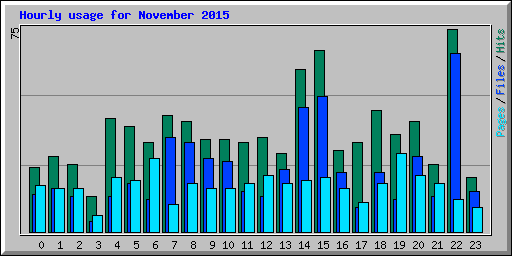 Hourly usage for November 2015
75
Pages/Files/Hits
0 1 2 3 4 5 6 7 8 9 10 11 12 13 14 15 16 17 18 19 20 21 22 23